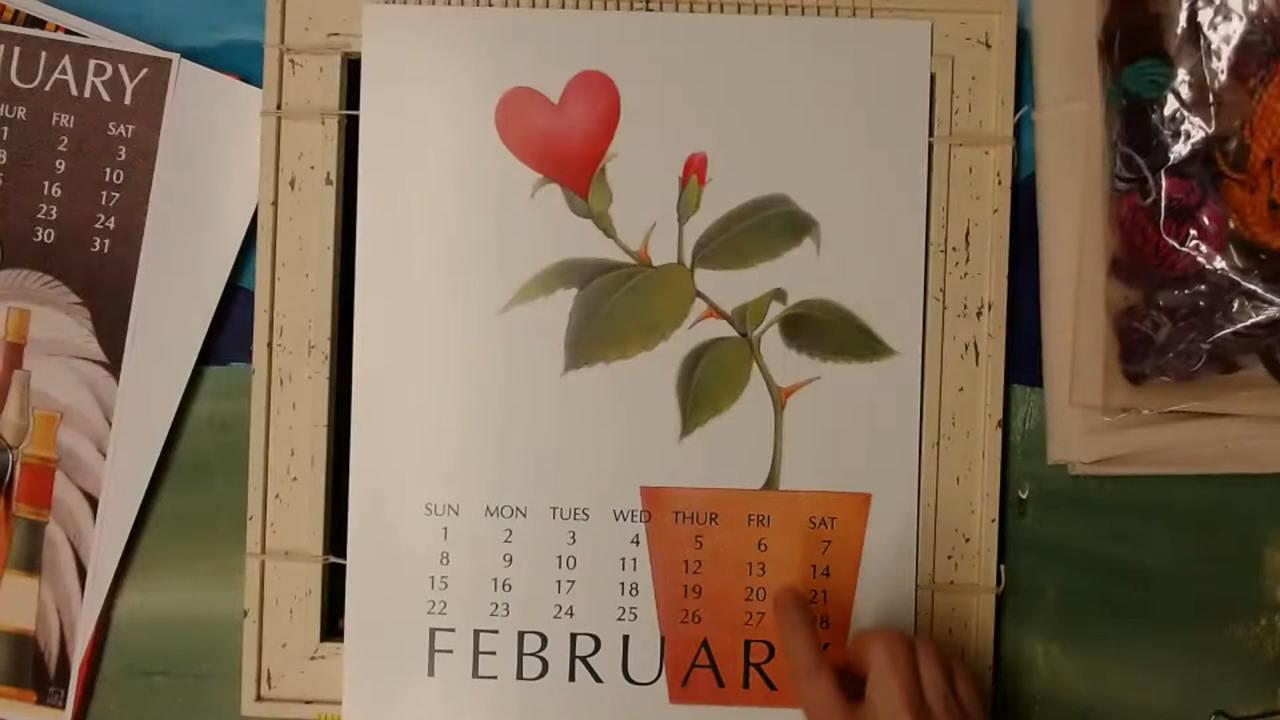 UARY
HUR FRI SAT
1 2 3
8 9 10
16 17
23 24
30 31
SUN MON TUES WED THUR FRI SAT
1 2 3 4 5 6 7
8 9 10 11 12 13 14
15 16 17 18 19 20 21
22 23 24 25 26 27 28
FEBRUARY